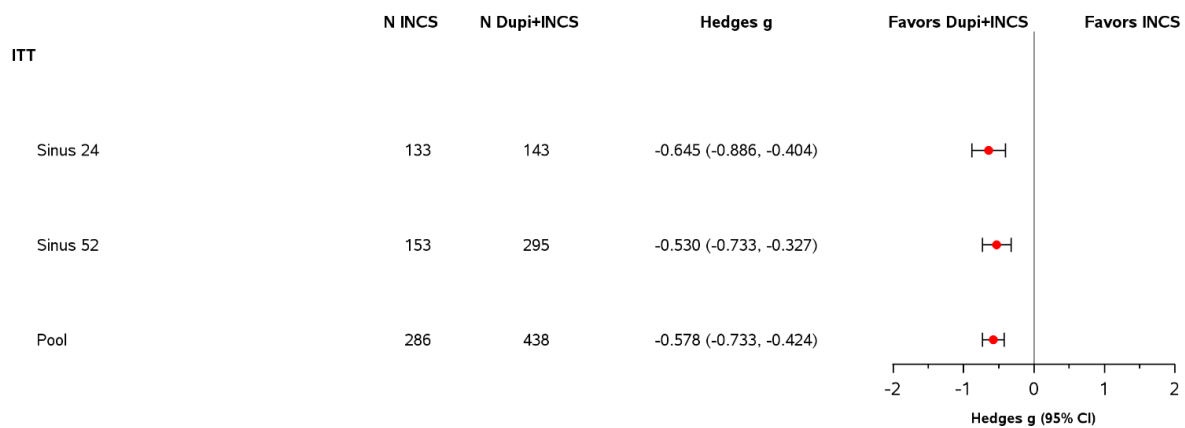 N INCS N Dupi+INCS Hedges g Favors Dupi+INCS Favors INCS
ITT
Sinus 24 133 143 -0.645 (-0.886, -0.404)
Sinus 52 153 295 -0.530 (-0.733, -0.327)
Pool 286 438 -0.578 (-0.733, -0.424)
-2 -1 0 1 2
Hedges g (95% CI)